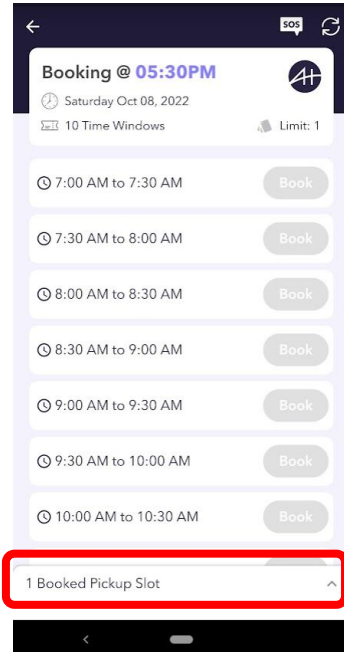 SOS
Booking @ 05:30PM
Saturday Oct 08, 2022
10 Time Windows Limit: 1
7:00 AM to 7:30 AM Book
7:30 AM to 8:00 AM Book
8:00 AM to 8:30 AM Book
8:30 AM to 9:00 AM Book
9:00 AM to 9:30 AM Book
9:30 AM to 10:00 AM Book
10:00 AM to 10:30 AM Book
1 Booked Pickup Slot